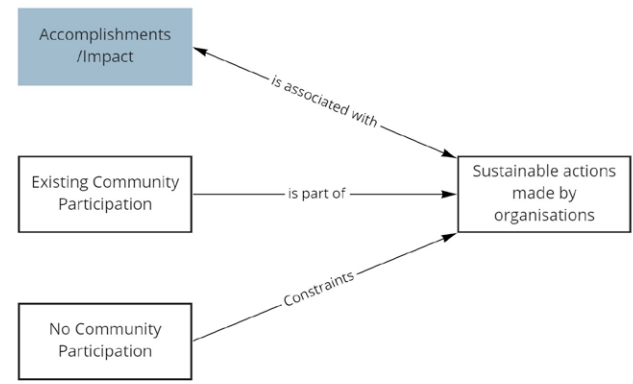 Accomplishments
/Impact
is associated with
Existing Community
Participation
is part of
Sustainable actions
made by
organisations
Constraints
No Community
Participation